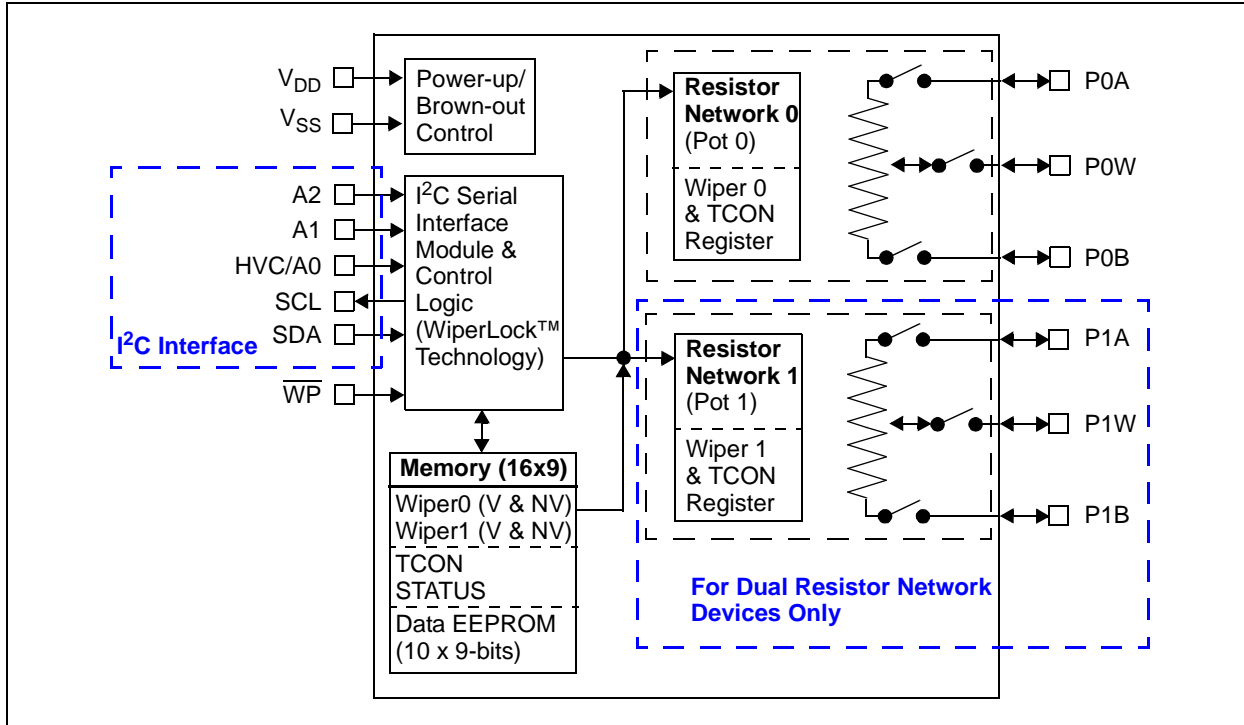 VDD
VSS
Power-up/
Brown-out
Control
A2
A1
HVC/A0
SCL
SDA
I2C Interface
WP
I2C Serial
Interface
Module &
Control
Logic
(WiperLock™
Technology)
Memory (16x9)
Wiper0 (V & NV)
Wiper1 (V & NV)
TCON
STATUS
Data EEPROM
(10 x 9-bits)
Resistor
Network 0
(Pot 0)
Wiper 0
& TCON
Register
P0A
P0W
P0B
Resistor
Network 1
(Pot 1)
Wiper 1
& TCON
Register
P1A
P1W
P1B
For Dual Resistor Network
Devices Only